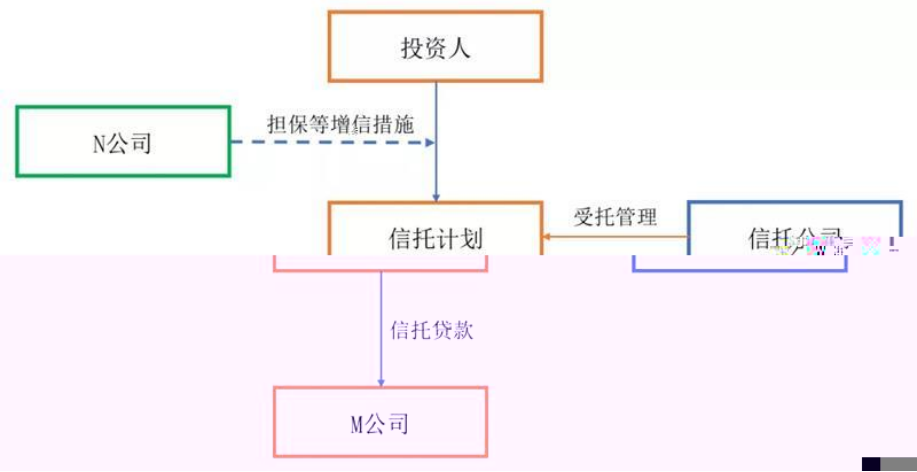 投资人
担保等增信措施
N公司
受托管理
信托计划
信托公司
信托贷款
M公司